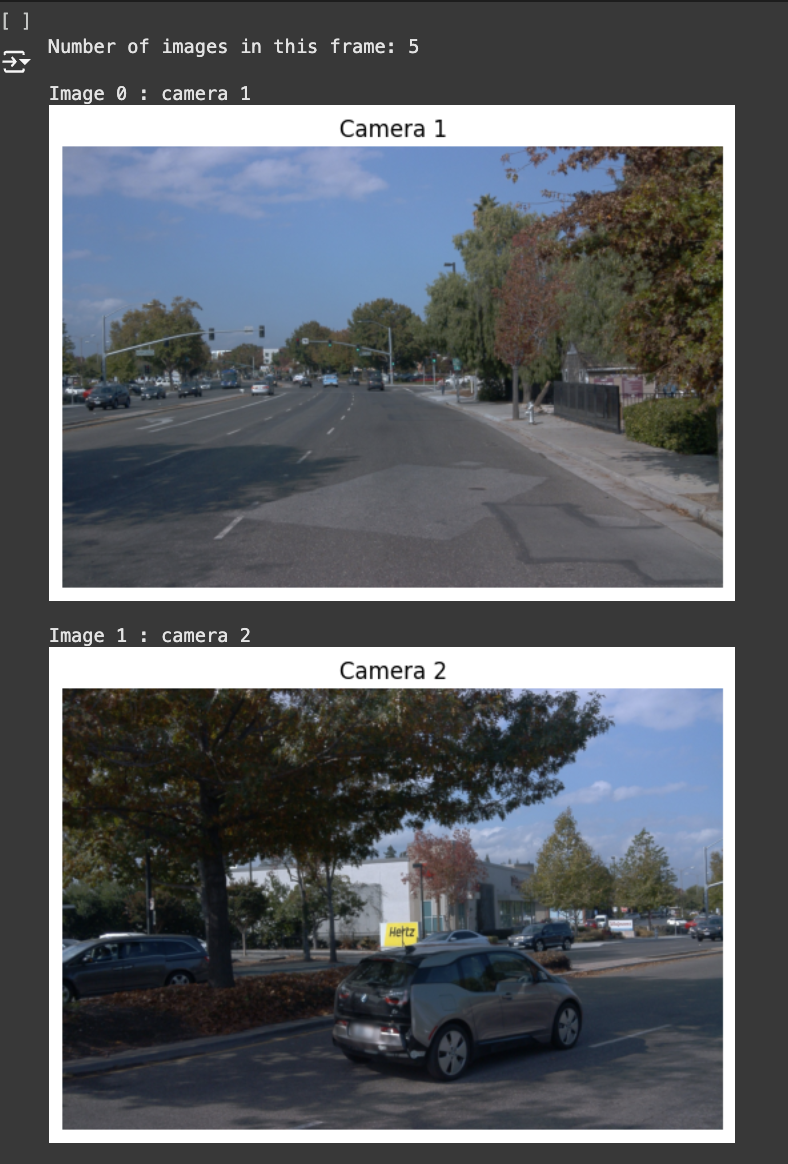 [ ]
Number of images in this frame: 5
Image 0 : camera 1
Camera 1
Image 1 : camera 2
Camera 2
Hertz